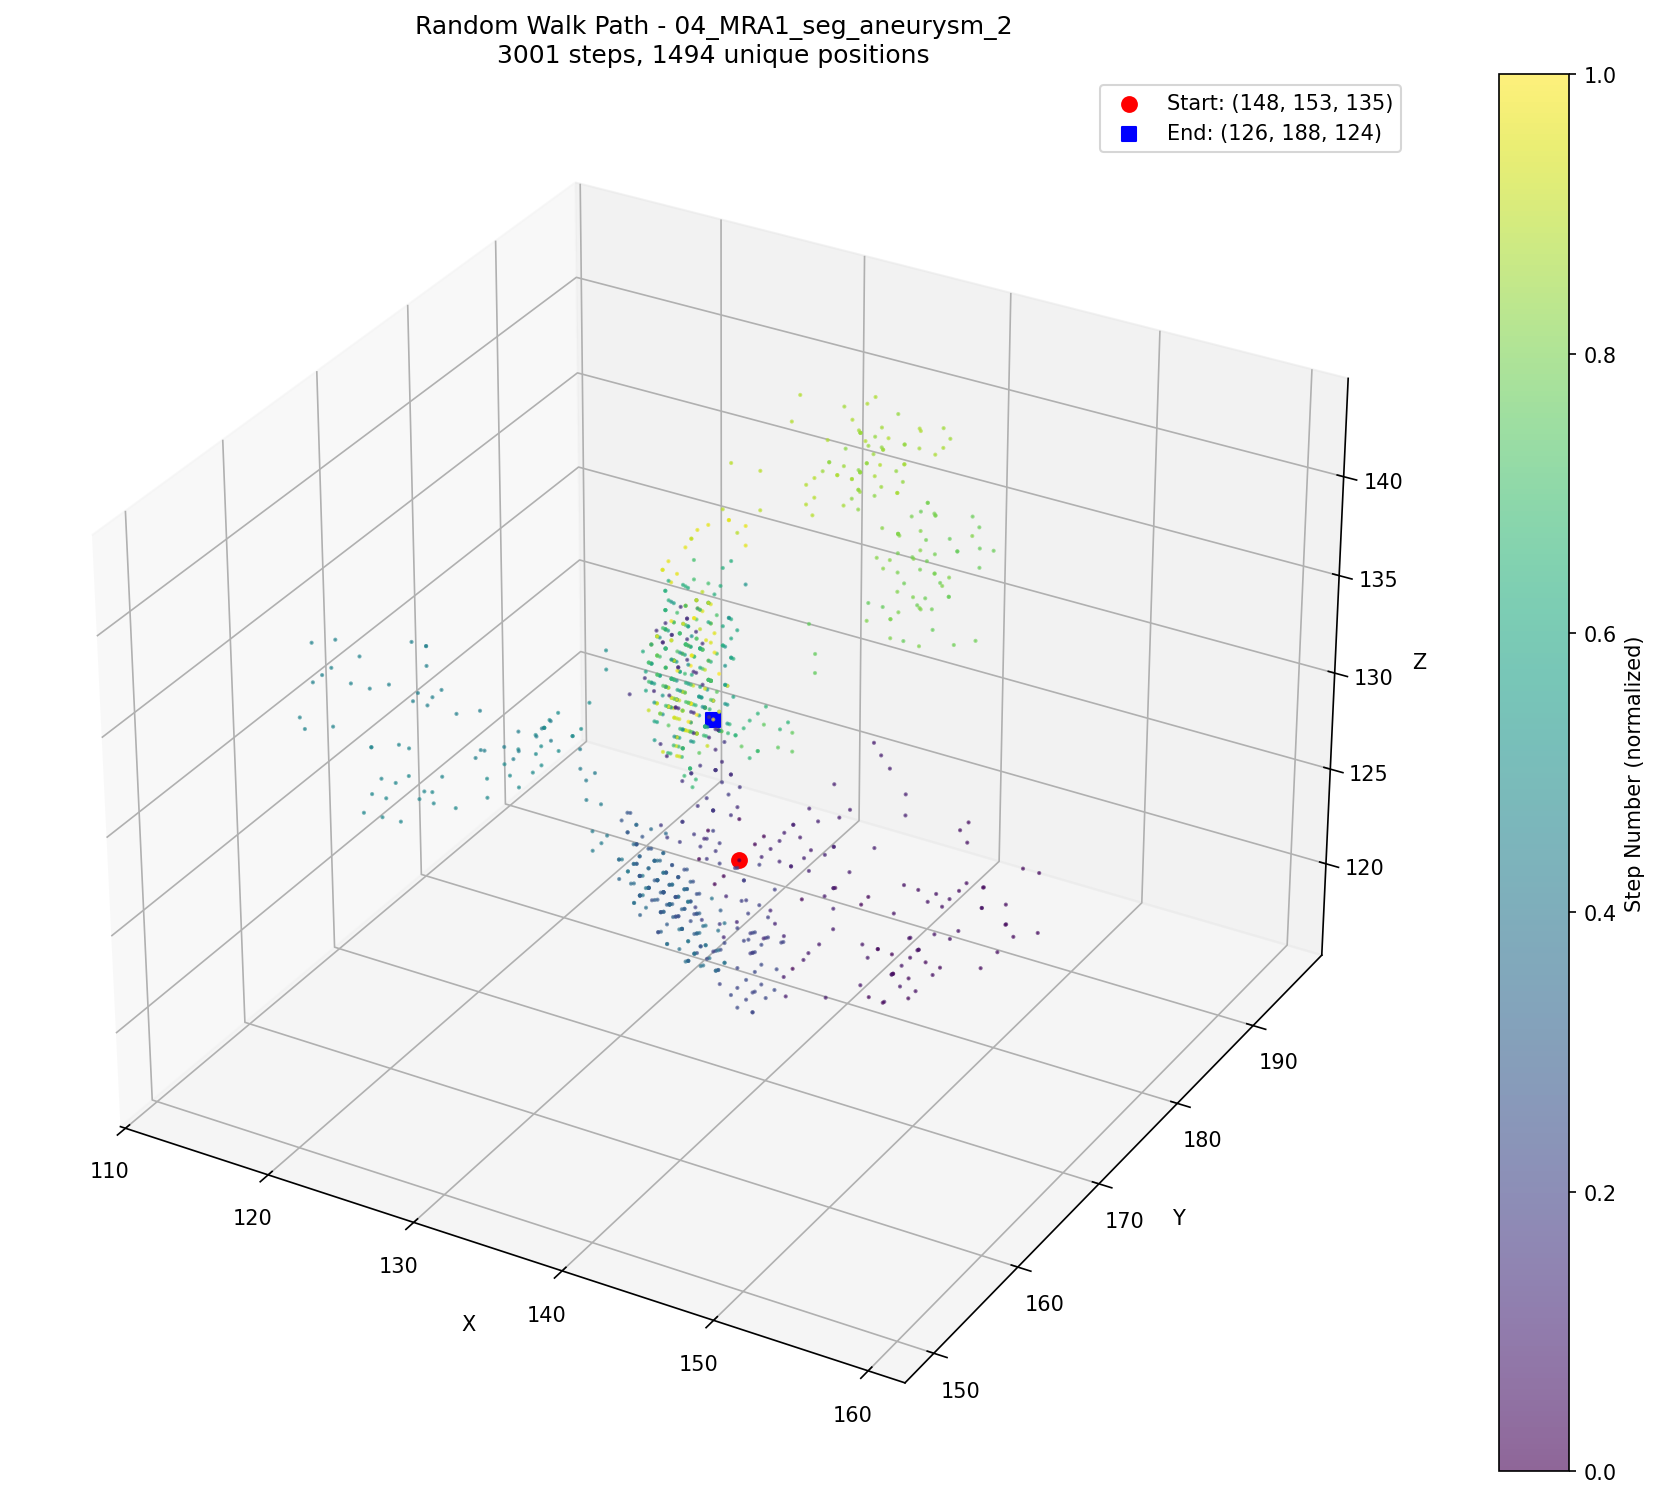 Random Walk Path - 04_MRA1_seg_aneurysm_2
3001 steps, 1494 unique positions
Start: (148, 153, 135)
End: (126, 188, 124)
1.0
0.8
0.6
0.4
0.2
0.0
Step Number (normalized)
140
135
130
125
120
Z
190
180
170
160
150
Y
110
120
130
140
150
160
X